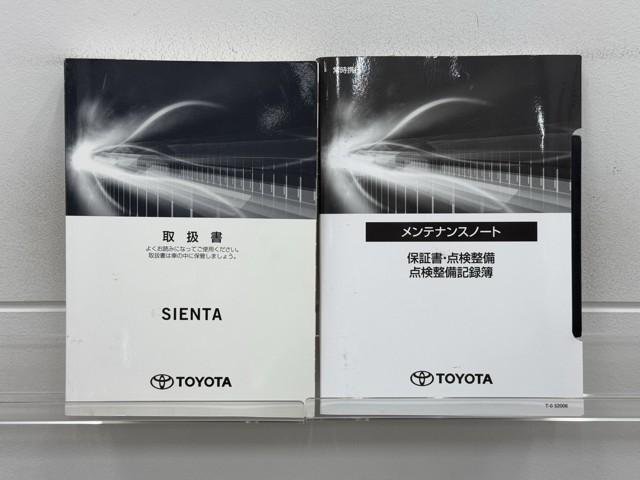 取扱書
よくお読みになってご使用ください。
取扱書は車の中に保管しましょう。
SIENTA
TOYOTA
常時携
メンテナンスノート
保証書・点検整備
点検整備記録簿
TOYOTA